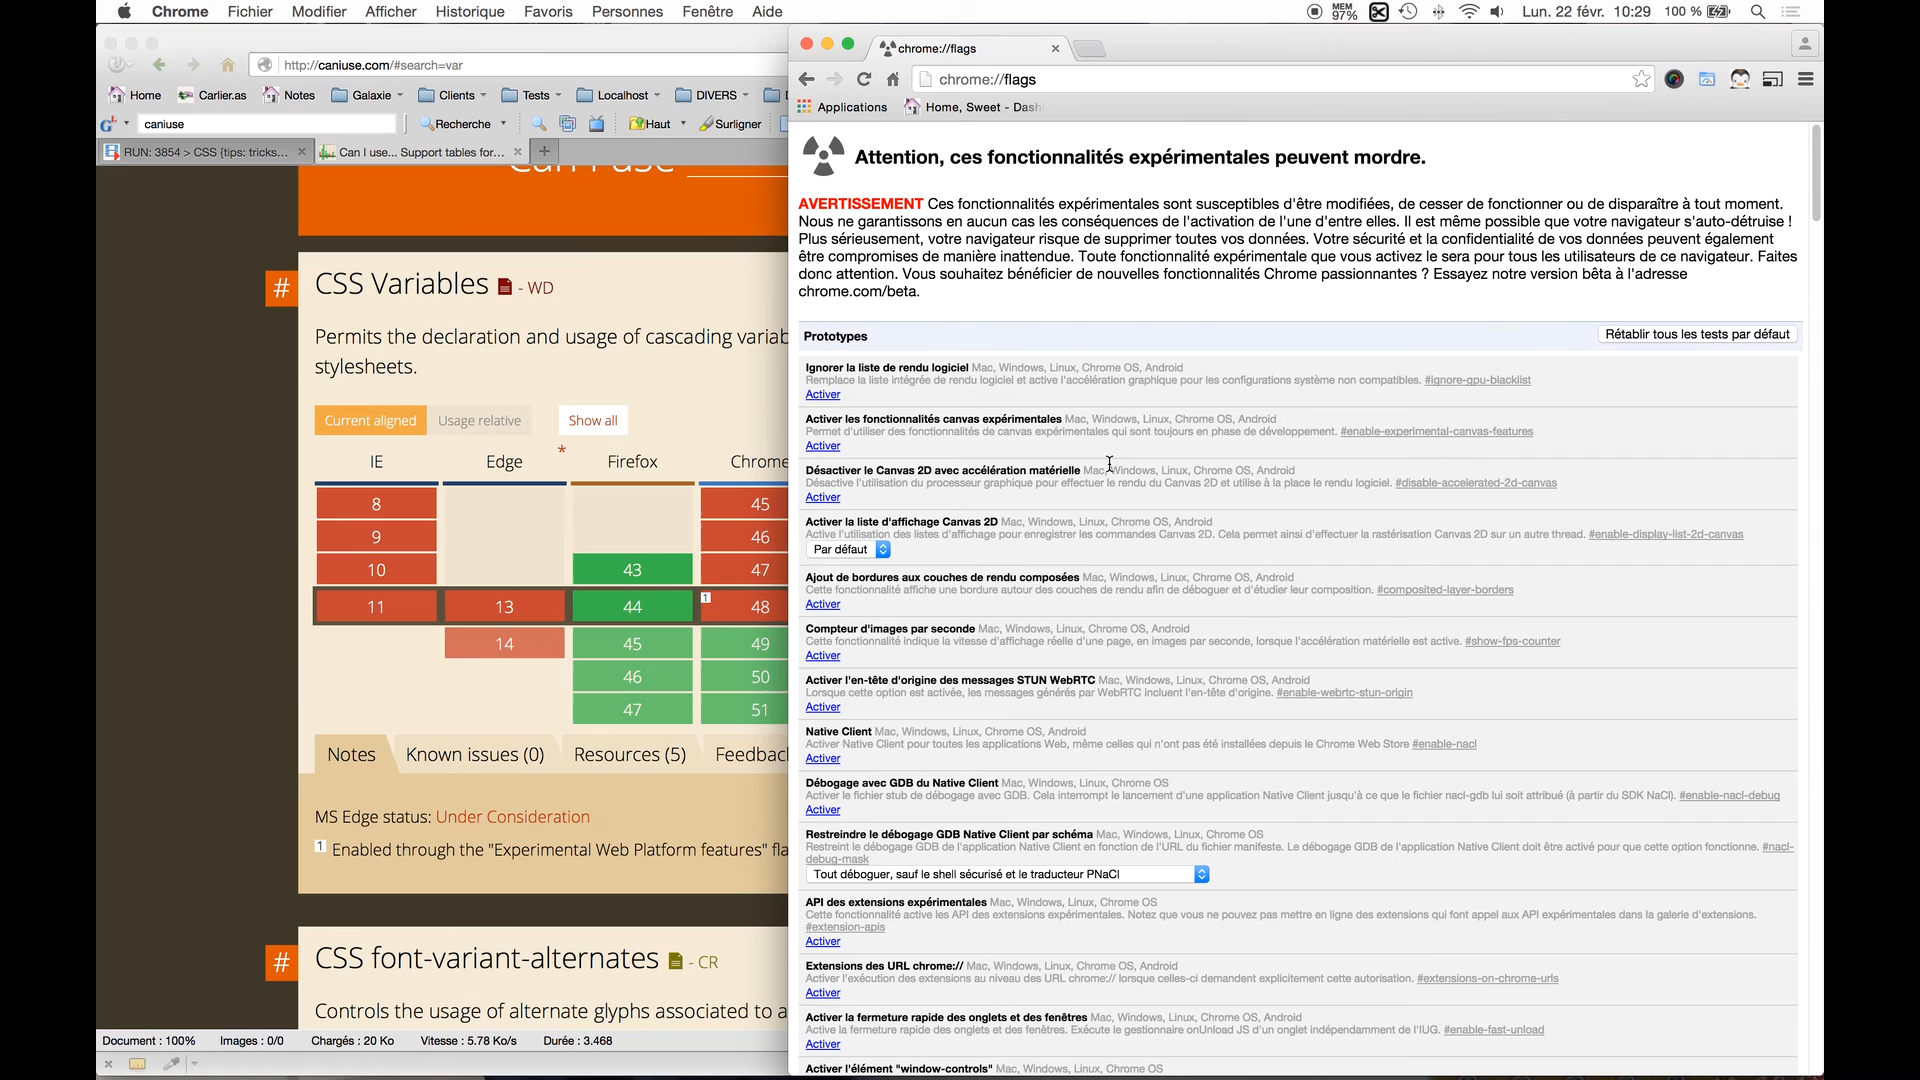 Chrome Fichier Modifier Afficher Historique Favoris Personnes Fenêtre Aide
MEM 97% Lun. 22 févr. 10:29 100 %
http://caniuse.com/#search=var
Home Carlier.as Notes Galaxie Clients Tests Localhost DIVERS
caniuse Recherche Haut Surligner
RUN: 3854 > CSS {tips: tricks... Can I use... Support tables for...
CSS Variables - WD
Permits the declaration and usage of cascading variab
stylesheets.
Current aligned Usage relative Show all
IE Edge * Firefox Chrome
8 45
9 46
10 43 47
11 13 44 1 48
14 45 49
46 50
47 51
Notes Known issues (0) Resources (5) Feedbac
MS Edge status: Under Consideration
1 Enabled through the "Experimental Web Platform features" fla
# CSS font-variant-alternates - CR
Controls the usage of alternate glyphs associated to a
Document : 100% Images : 0/0 Chargés : 20 Ko Vitesse : 5.78 Ko/s Durée : 3.468
chrome://flags
chrome://flags
Applications Home, Sweet - Dash
Attention, ces fonctionnalités expérimentales peuvent mordre.
AVERTISSEMENT Ces fonctionnalités expérimentales sont susceptibles d'être modifiées, de cesser de fonctionner ou de disparaître à tout moment.
Nous ne garantissons en aucun cas les conséquences de l'activation de l'une d'entre elles. Il est même possible que votre navigateur s'auto-détruise !
Plus sérieusement, votre navigateur risque de supprimer toutes vos données. Votre sécurité et la confidentialité de vos données peuvent également
être compromises de manière inattendue. Toute fonctionnalité expérimentale que vous activez le sera pour tous les utilisateurs de ce navigateur. Faites
donc attention. Vous souhaitez bénéficier de nouvelles fonctionnalités Chrome passionnantes ? Essayez notre version bêta à l'adresse
chrome.com/beta.
Prototypes Rétablir tous les tests par défaut
Ignorer la liste de rendu logiciel Mac, Windows, Linux, Chrome OS, Android
Remplace la liste intégrée de rendu logiciel et active l'accélération graphique pour les configurations système non compatibles. #ignore-gpu-blacklist
Activer
Activer les fonctionnalités canvas expérimentales Mac, Windows, Linux, Chrome OS, Android
Permet d'utiliser des fonctionnalités de canvas expérimentales qui sont toujours en phase de développement. #enable-experimental-canvas-features
Activer
Désactiver le Canvas 2D avec accélération matérielle Mac, Windows, Linux, Chrome OS, Android
Désactive l'utilisation du processeur graphique pour effectuer le rendu du Canvas 2D et utilise à la place le rendu logiciel. #disable-accelerated-2d-canvas
Activer
Activer la liste d'affichage Canvas 2D Mac, Windows, Linux, Chrome OS, Android
Active l'utilisation des listes d'affichage pour enregistrer les commandes Canvas 2D. Cela permet ainsi d'effectuer la rastérisation Canvas 2D sur un autre thread. #enable-display-list-2d-canvas
Par défaut
Ajout de bordures aux couches de rendu composées Mac, Windows, Linux, Chrome OS, Android
Cette fonctionnalité affiche une bordure autour des couches de rendu afin de déboguer et d'étudier leur composition. #composited-layer-borders
Activer
Compteur d'images par seconde Mac, Windows, Linux, Chrome OS, Android
Cette fonctionnalité indique la vitesse d'affichage réelle d'une page, en images par seconde, lorsque l'accélération matérielle est active. #show-fps-counter
Activer
Activer l'en-tête d'origine des messages STUN WebRTC Mac, Windows, Linux, Chrome OS, Android
Lorsque cette option est activée, les messages générés par WebRTC incluent l'en-tête d'origine. #enable-webrtc-stun-origin
Activer
Native Client Mac, Windows, Linux, Chrome OS, Android
Activer Native Client pour toutes les applications Web, même celles qui n'ont pas été installées depuis le Chrome Web Store #enable-nacl
Activer
Débogage avec GDB du Native Client Mac, Windows, Linux, Chrome OS
Activer le fichier stub de débogage avec GDB. Cela interrompt le lancement d'une application Native Client jusqu'à ce que le fichier nacl-gdb lui soit attribué (à partir du SDK NaCl). #enable-nacl-debug
Activer
Restreindre le débogage GDB Native Client par schéma Mac, Windows, Linux, Chrome OS
Restreint le débogage GDB de l'application Native Client en fonction de l'URL du fichier manifeste. Le débogage GDB de l'application Native Client doit être activé pour que cette option fonctionne. #nacl-
debug-mask
Tout déboguer, sauf le shell sécurisé et le traducteur PNaCl
API des extensions expérimentales Mac, Windows, Linux, Chrome OS
Cette fonctionnalité active les API des extensions expérimentales. Notez que vous ne pouvez pas mettre en ligne des extensions qui font appel aux API expérimentales dans la galerie d'extensions.
#extension-apis
Activer
Extensions des URL chrome:// Mac, Windows, Linux, Chrome OS, Android
Activer l'exécution des extensions au niveau des URL chrome:// lorsque celles-ci demandent explicitement cette autorisation. #extensions-on-chrome-urls
Activer
Activer la fermeture rapide des onglets et des fenêtres Mac, Windows, Linux, Chrome OS, Android
Active la fermeture rapide des onglets et des fenêtres. Exécute le gestionnaire onUnload JS d'un onglet indépendamment de l'IUG. #enable-fast-unload
Activer
Activer l'élément "window-controls" Mac, Windows, Linux, Chrome OS